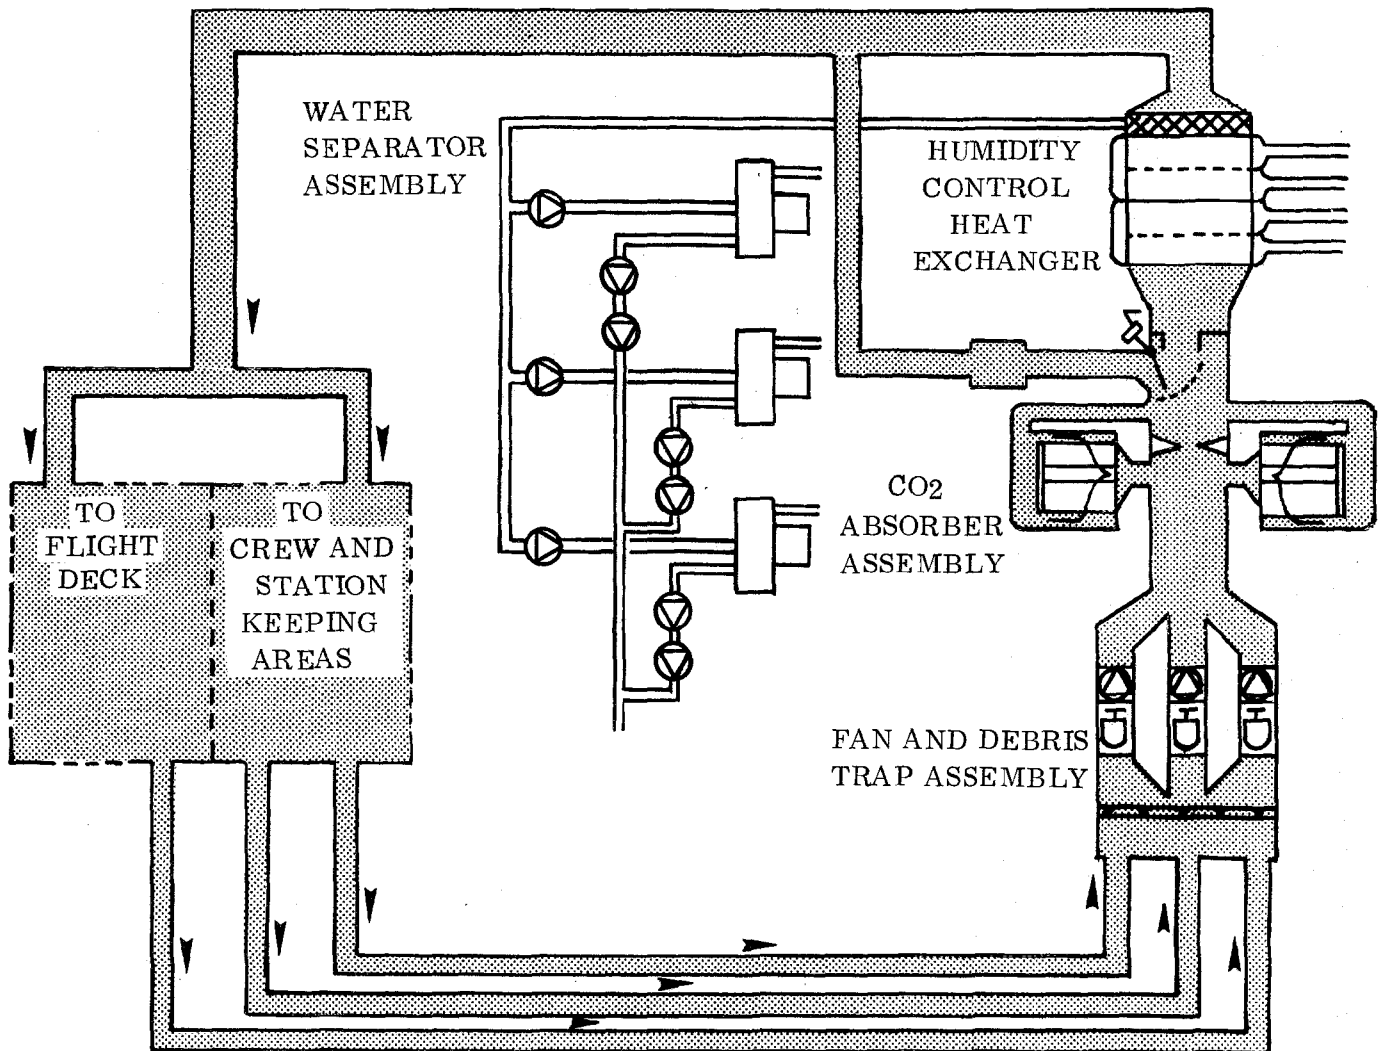 WATER
SEPARATOR
ASSEMBLY
HUMIDITY
CONTROL
HEAT
EXCHANGER
CO2
ABSORBER
ASSEMBLY
TO
FLIGHT
DECK
TO
CREW AND
STATION
KEEPING
AREAS
FAN AND DEBRIS
TRAP ASSEMBLY